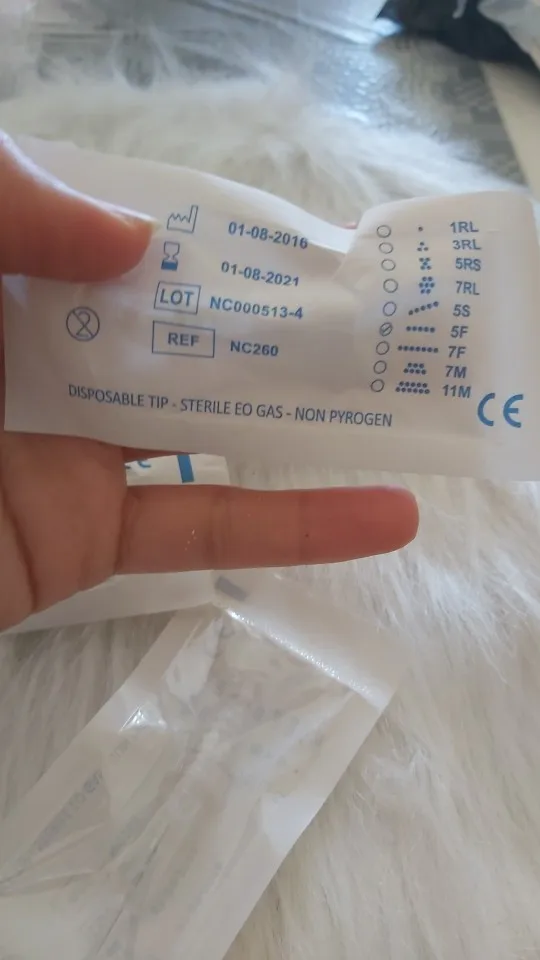 01-08-2016
01-08-2021
LOT NC000513-4
REF NC260
DISPOSABLE TIP - STERILE EO GAS - NON PYROGEN
1RL
3RL
5RS
7RL
5S
5F
7F
7M
11M
CE